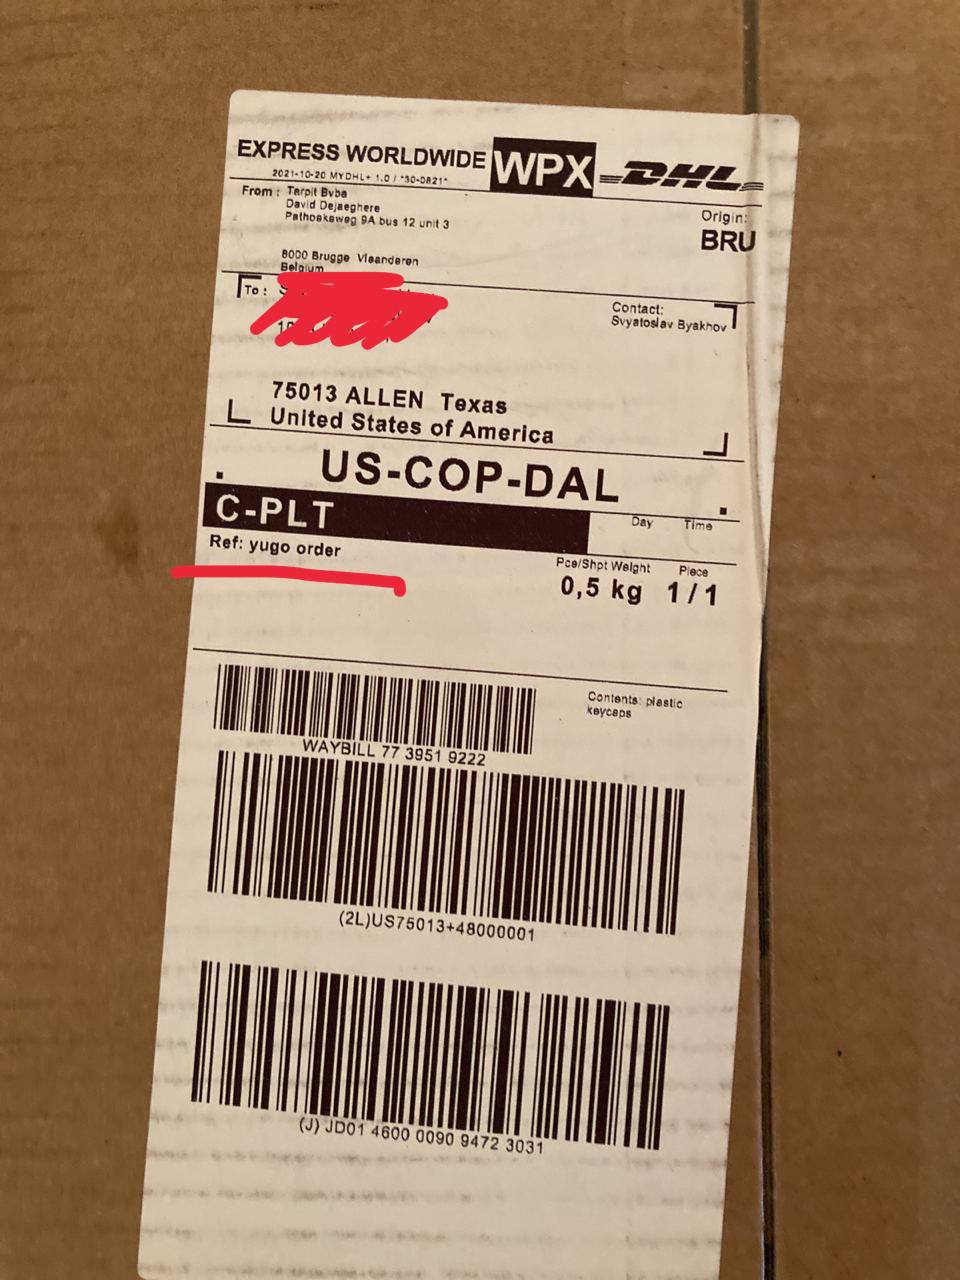 EXPRESS WORLDWIDE WPX DHL
2021-10-20 MYDHL+ 1.0 / *30-0821*
From : Tarpit Bvba
David Dejaeghere
Pathoekeweg 9A bus 12 unit 3
Origin:
BRU
8000 Brugge Vlaanderen
Belgium
To :
Contact:
Svyatoslav Byakhov
75013 ALLEN Texas
United States of America
US-COP-DAL
C-PLT
Day Time
Ref: yugo order
Pce/Shpt Weight Piece
0,5 kg 1 / 1
Contents: plastic
keycaps
WAYBILL 77 3951 9222
(2L)US75013+48000001
(J) JD01 4600 0090 9472 3031